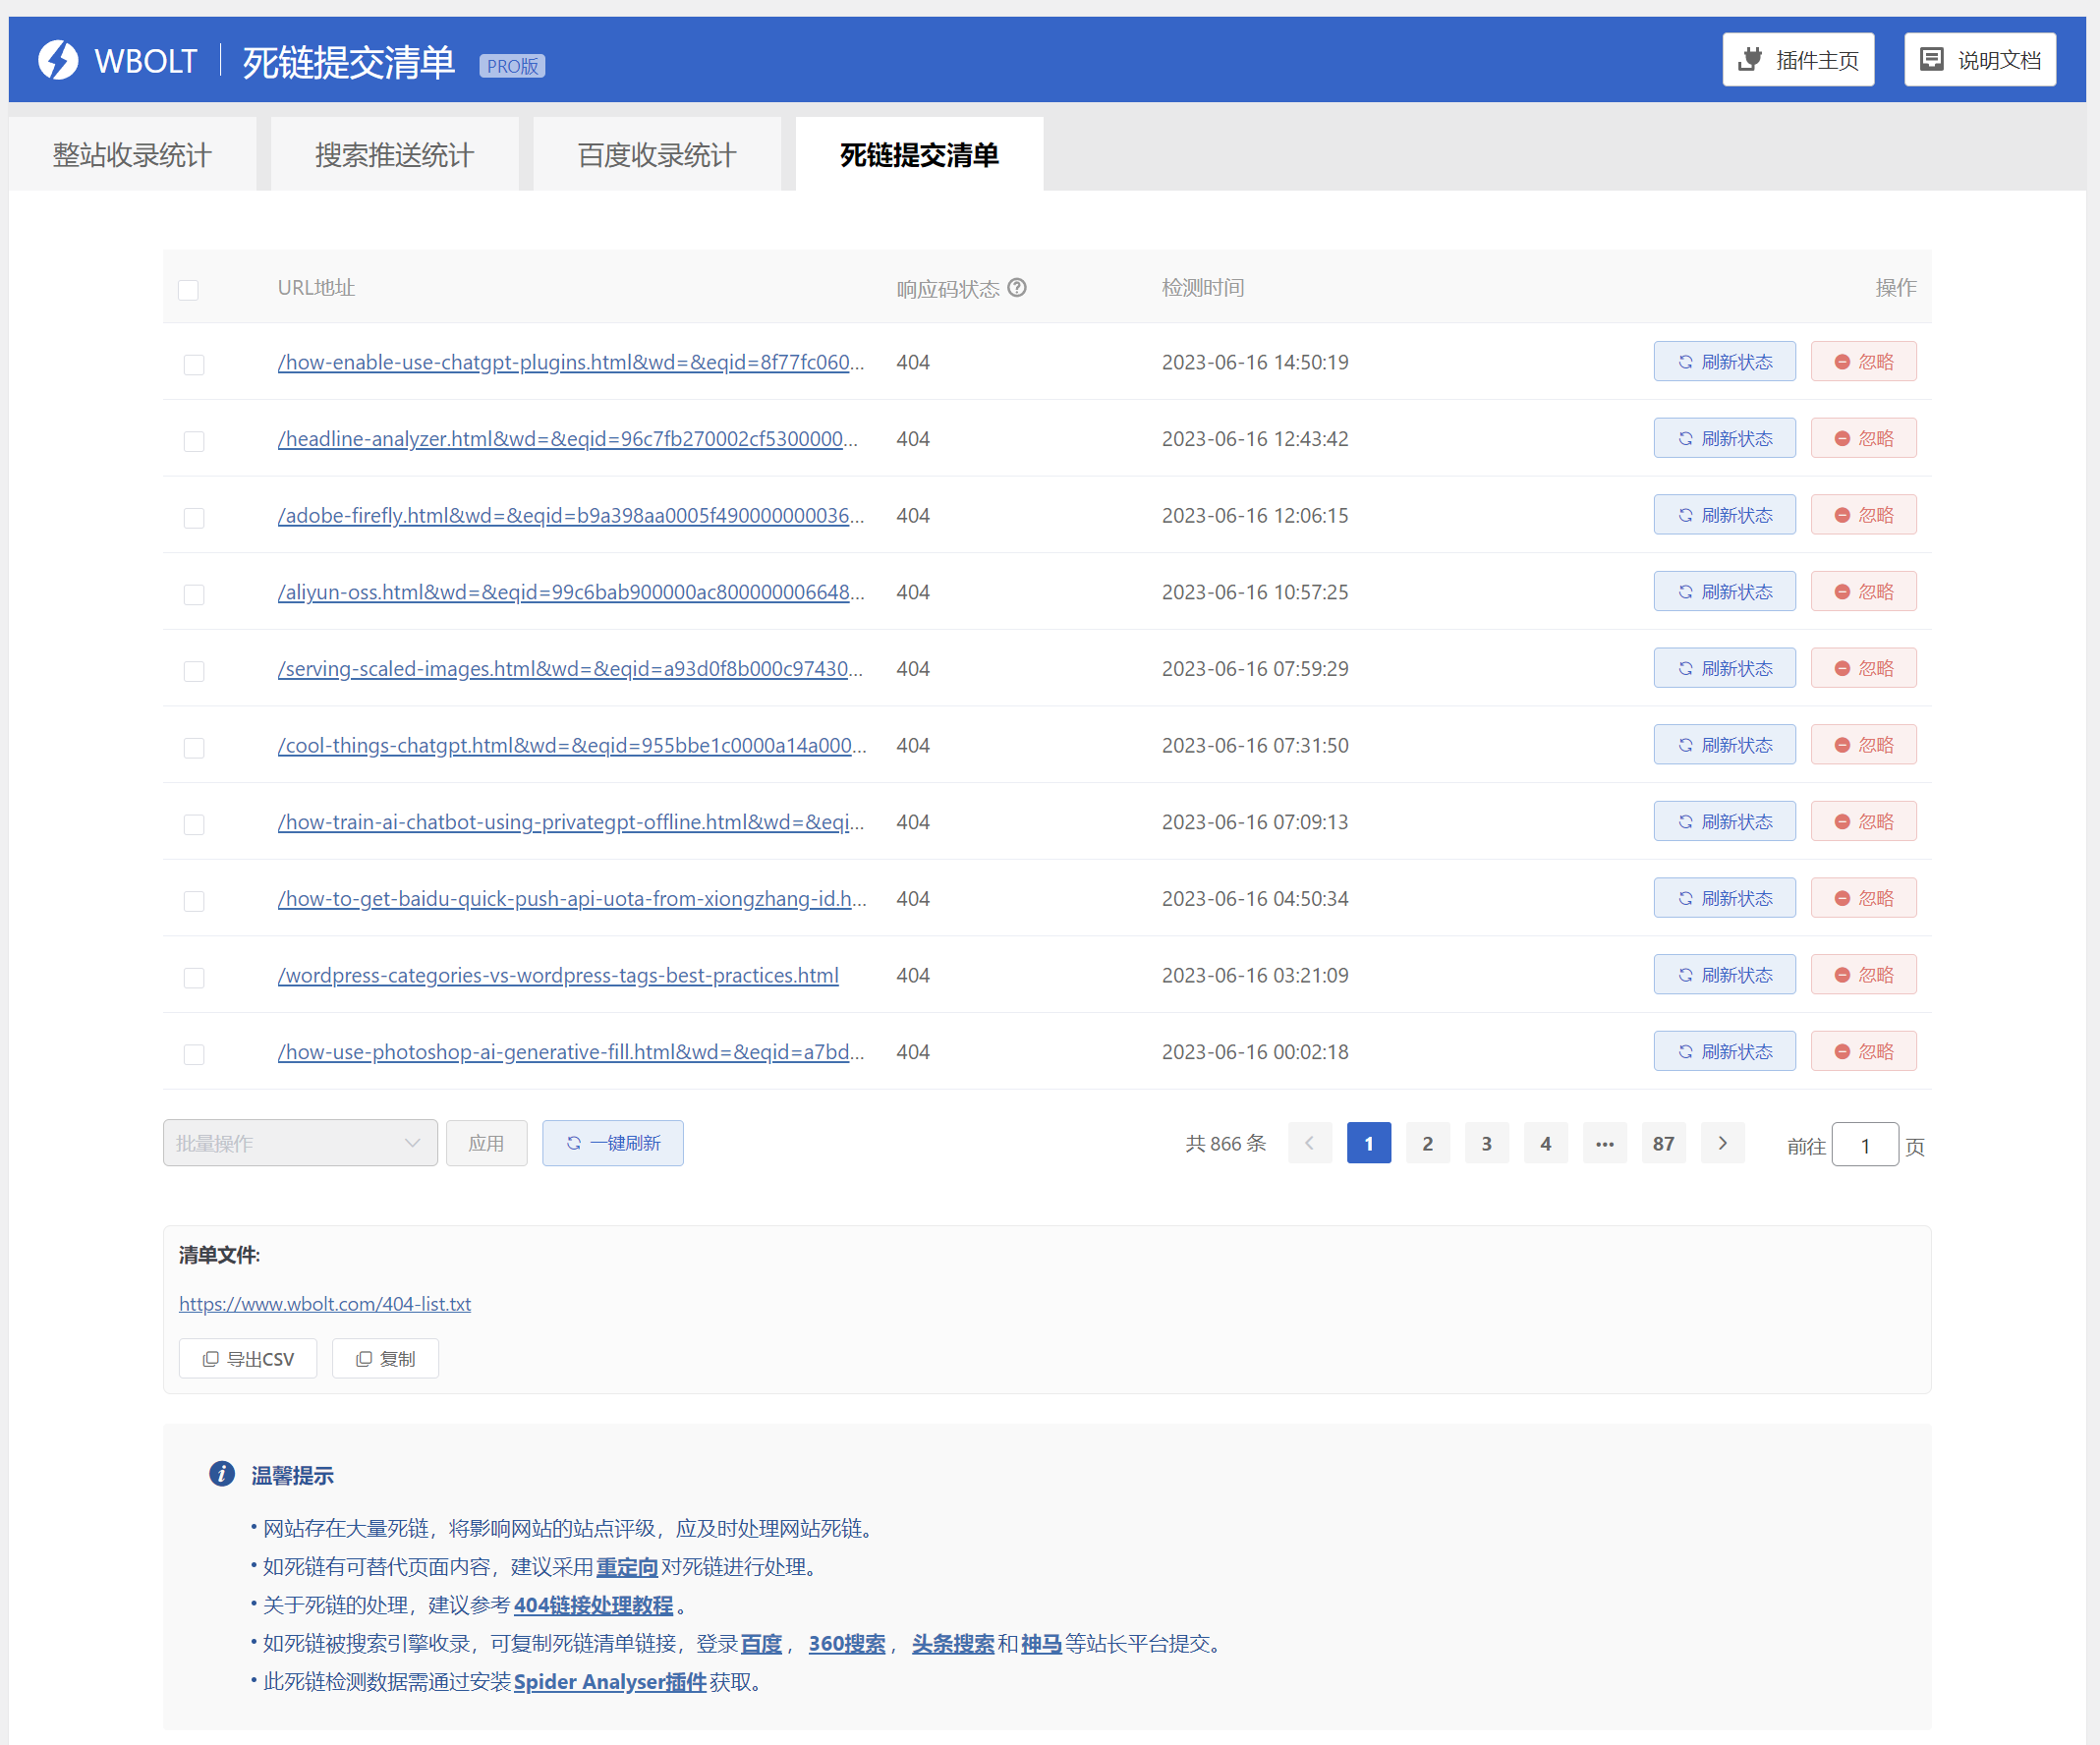 WBOLT 死链提交清单 PRO版 插件主页 说明文档
整站收录统计 搜索推送统计 百度收录统计 死链提交清单
URL地址 响应码状态 检测时间 操作
/how-enable-use-chatgpt-plugins.html&wd=&eqid=8f77fc060... 404 2023-06-16 14:50:19 刷新状态 忽略
/headline-analyzer.html&wd=&eqid=96c7fb270002cf5300000... 404 2023-06-16 12:43:42 刷新状态 忽略
/adobe-firefly.html&wd=&eqid=b9a398aa0005f490000000036... 404 2023-06-16 12:06:15 刷新状态 忽略
/aliyun-oss.html&wd=&eqid=99c6bab900000ac800000006648... 404 2023-06-16 10:57:25 刷新状态 忽略
/serving-scaled-images.html&wd=&eqid=a93d0f8b000c97430... 404 2023-06-16 07:59:29 刷新状态 忽略
/cool-things-chatgpt.html&wd=&eqid=955bbe1c0000a14a000... 404 2023-06-16 07:31:50 刷新状态 忽略
/how-train-ai-chatbot-using-privategpt-offline.html&wd=&eqi... 404 2023-06-16 07:09:13 刷新状态 忽略
/how-to-get-baidu-quick-push-api-uota-from-xiongzhang-id.h... 404 2023-06-16 04:50:34 刷新状态 忽略
/wordpress-categories-vs-wordpress-tags-best-practices.html 404 2023-06-16 03:21:09 刷新状态 忽略
/how-use-photoshop-ai-generative-fill.html&wd=&eqid=a7bd... 404 2023-06-16 00:02:18 刷新状态 忽略
批量操作 应用 一键刷新 共 866 条 1 2 3 4 ... 87 前往 1 页
清单文件:
https://www.wbolt.com/404-list.txt
导出CSV 复制
温馨提示
• 网站存在大量死链，将影响网站的站点评级，应及时处理网站死链。
• 如死链有可替代页面内容，建议采用重定向对死链进行处理。
• 关于死链的处理，建议参考404链接处理教程。
• 如死链被搜索引擎收录，可复制死链清单链接，登录百度，360搜索，头条搜索和神马等站长平台提交。
• 此死链检测数据需通过安装Spider Analyser插件获取。